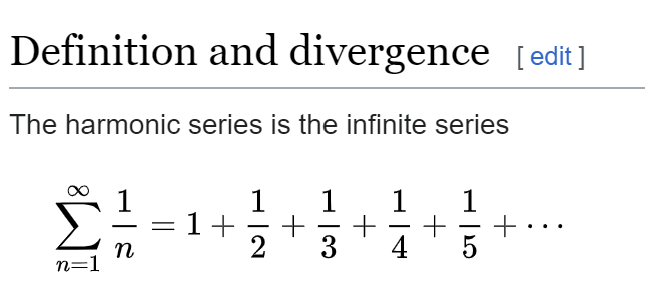 Definition and divergence [ edit ]
The harmonic series is the infinite series
∞∑n=1 1/n = 1 + 1/2 + 1/3 + 1/4 + 1/5 + ⋯